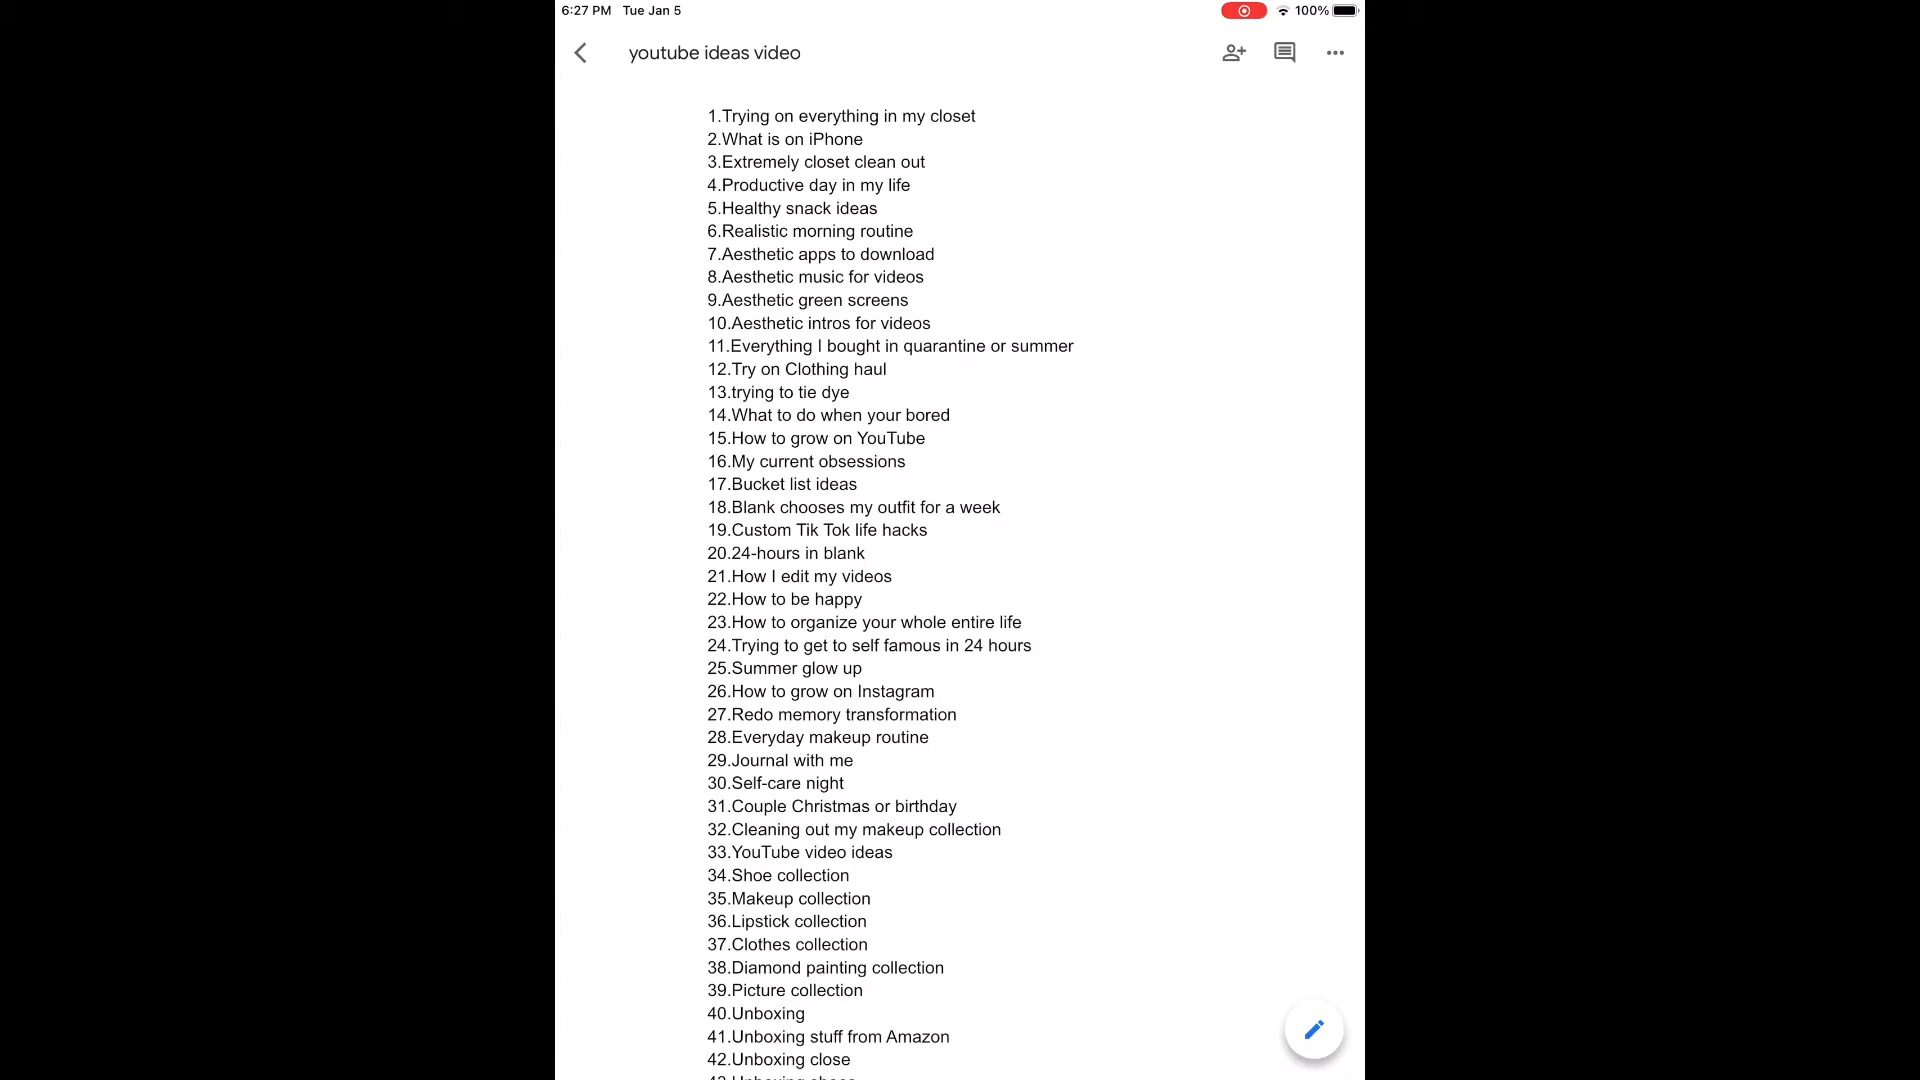 6:27 PM Tue Jan 5 100%
youtube ideas video
1.Trying on everything in my closet
2.What is on iPhone
3.Extremely closet clean out
4.Productive day in my life
5.Healthy snack ideas
6.Realistic morning routine
7.Aesthetic apps to download
8.Aesthetic music for videos
9.Aesthetic green screens
10.Aesthetic intros for videos
11.Everything I bought in quarantine or summer
12.Try on Clothing haul
13.trying to tie dye
14.What to do when your bored
15.How to grow on YouTube
16.My current obsessions
17.Bucket list ideas
18.Blank chooses my outfit for a week
19.Custom Tik Tok life hacks
20.24-hours in blank
21.How I edit my videos
22.How to be happy
23.How to organize your whole entire life
24.Trying to get to self famous in 24 hours
25.Summer glow up
26.How to grow on Instagram
27.Redo memory transformation
28.Everyday makeup routine
29.Journal with me
30.Self-care night
31.Couple Christmas or birthday
32.Cleaning out my makeup collection
33.YouTube video ideas
34.Shoe collection
35.Makeup collection
36.Lipstick collection
37.Clothes collection
38.Diamond painting collection
39.Picture collection
40.Unboxing
41.Unboxing stuff from Amazon
42.Unboxing close